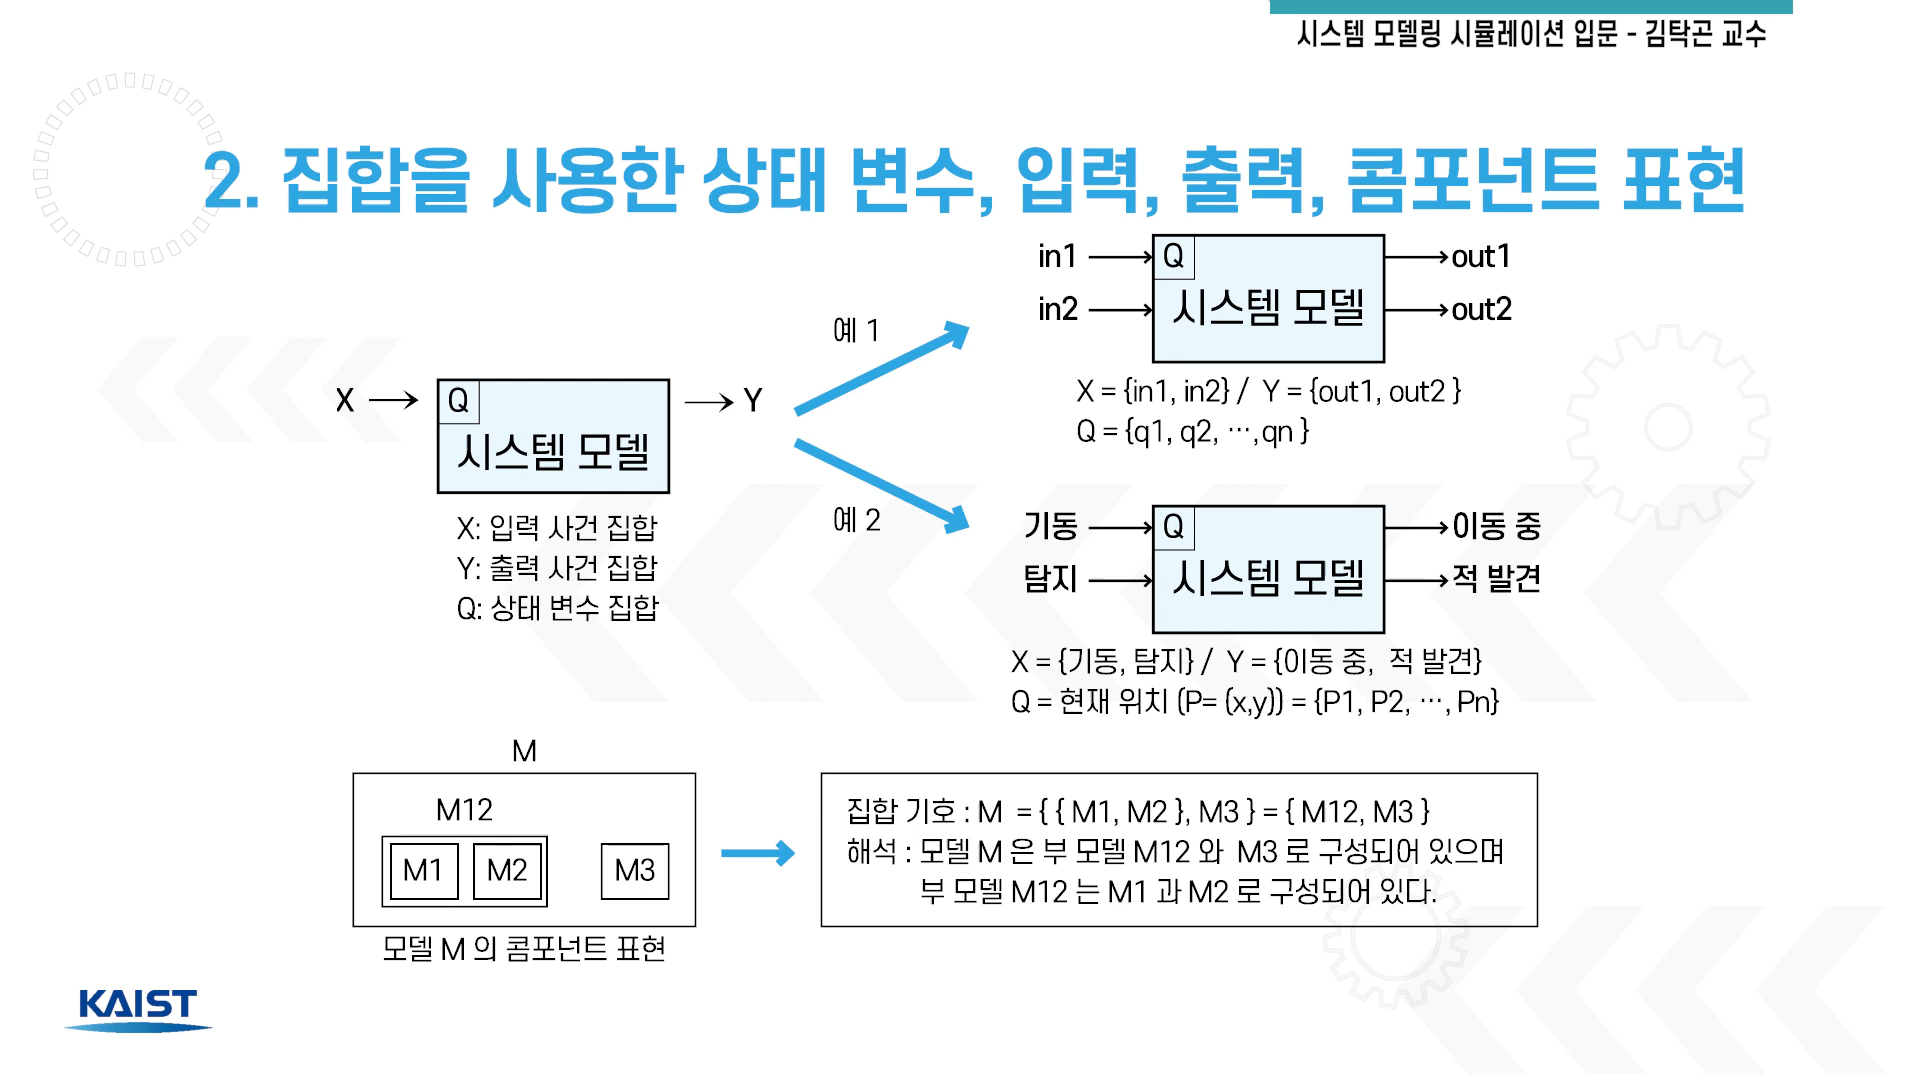 시스템 모델링 시뮬레이션 입문 - 김탁곤 교수
2. 집합을 사용한 상태 변수, 입력, 출력, 콤포넌트 표현
X
Q
시스템 모델
Y
X: 입력 사건 집합
Y: 출력 사건 집합
Q: 상태 변수 집합
예 1
in1
in2
Q
시스템 모델
out1
out2
X = {in1, in2} / Y = {out1, out2 }
Q = {q1, q2, ···,qn }
예 2
기동
탐지
Q
시스템 모델
이동 중
적 발견
X = {기동, 탐지} / Y = {이동 중, 적 발견}
Q = 현재 위치 (P= (x,y)) = {P1, P2, ···, Pn}
M
M12
M1
M2
M3
모델 M 의 콤포넌트 표현
집합 기호 : M = { { M1, M2 }, M3 } = { M12, M3 }
해석 : 모델 M 은 부 모델 M12 와 M3 로 구성되어 있으며
부 모델 M12 는 M1 과 M2 로 구성되어 있다.
KAIST